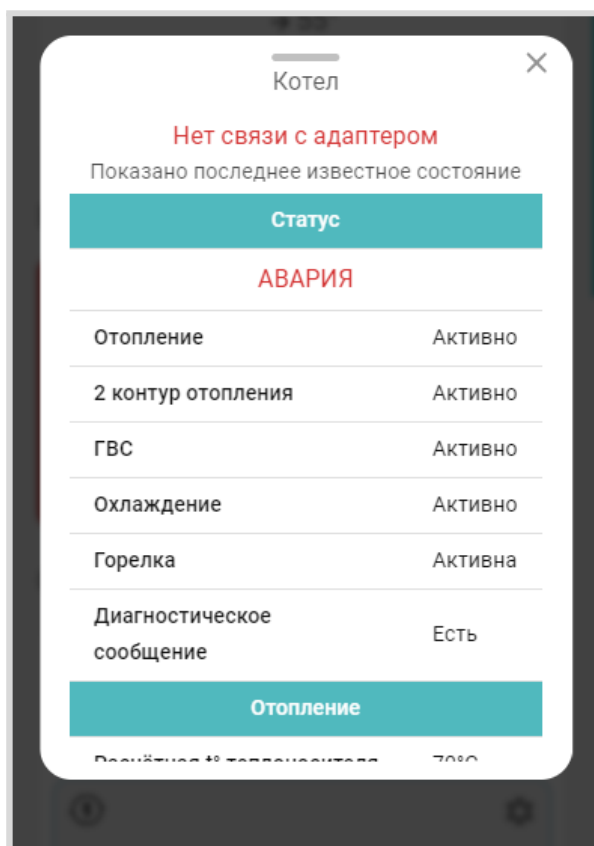 Котел
Нет связи с адаптером
Показано последнее известное состояние
Статус
АВАРИЯ
Отопление Активно
2 контур отопления Активно
ГВС Активно
Охлаждение Активно
Горелка Активна
Диагностическое
сообщение Есть
Отопление